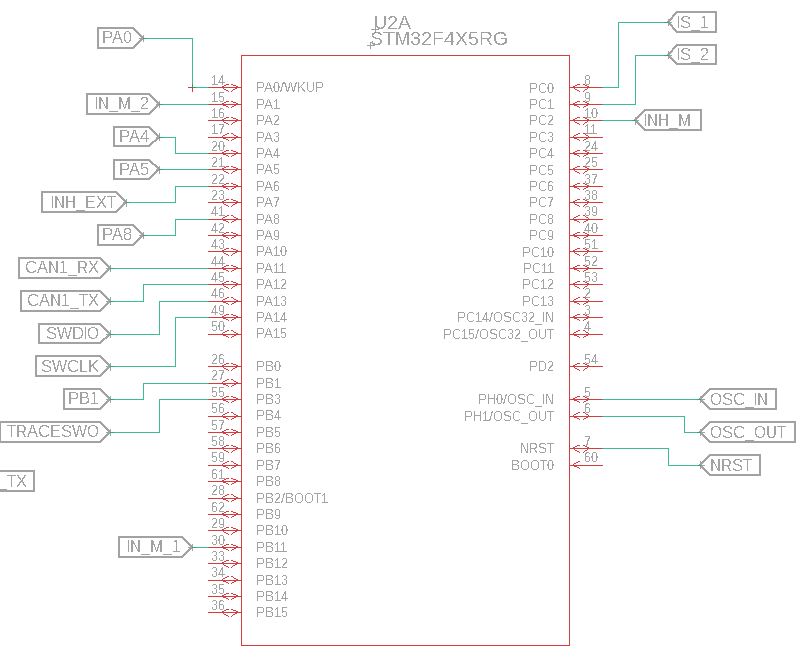 U2A
STM32F4X5RG
PA0
IN_M_2
PA4
PA5
INH_EXT
PA8
CAN1_RX
CAN1_TX
SWDIO
SWCLK
PB1
TRACESWO
_TX
IN_M_1
14 PA0/WKUP
15 PA1
16 PA2
17 PA3
20 PA4
21 PA5
22 PA6
23 PA7
41 PA8
42 PA9
43 PA10
44 PA11
45 PA12
46 PA13
49 PA14
50 PA15
26 PB0
27 PB1
55 PB3
56 PB4
57 PB5
58 PB6
59 PB7
61 PB8
28 PB2/BOOT1
62 PB9
29 PB10
30 PB11
33 PB12
34 PB13
35 PB14
36 PB15
PC0 8
PC1 9
PC2 10
PC3 11
PC4 24
PC5 25
PC6 37
PC7 38
PC8 39
PC9 40
PC10 51
PC11 52
PC12 53
PC13 2
PC14/OSC32_IN 3
PC15/OSC32_OUT 4
PD2 54
PH0/OSC_IN 5
PH1/OSC_OUT 6
NRST 7
BOOT0 60
IS_1
IS_2
INH_M
OSC_IN
OSC_OUT
NRST